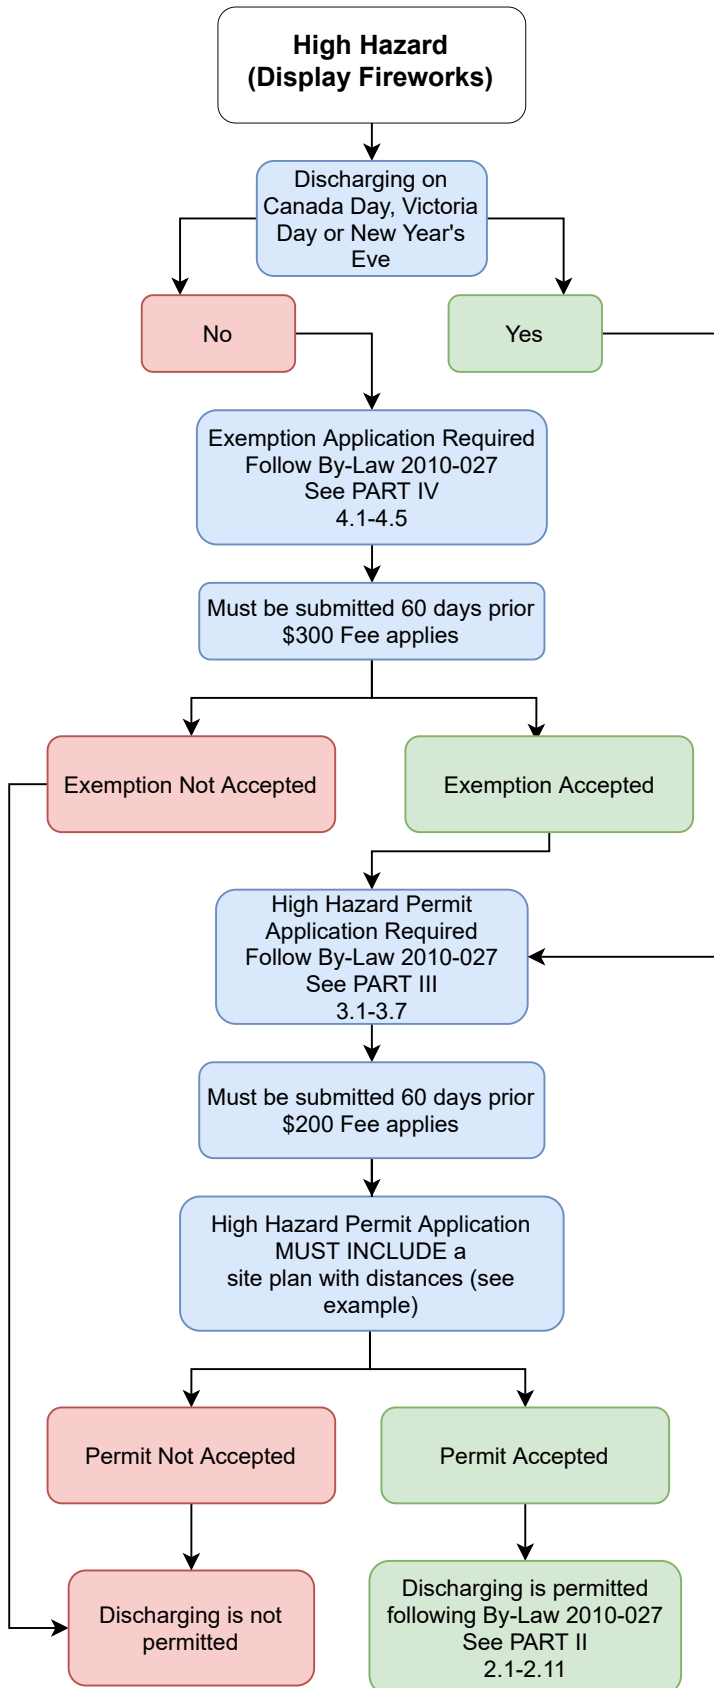 High Hazard
(Display Fireworks)
Discharging on
Canada Day, Victoria
Day or New Year's
Eve
No
Yes
Exemption Application Required
Follow By-Law 2010-027
See PART IV
4.1-4.5
Must be submitted 60 days prior
$300 Fee applies
Exemption Not Accepted
Exemption Accepted
High Hazard Permit
Application Required
Follow By-Law 2010-027
See PART III
3.1-3.7
Must be submitted 60 days prior
$200 Fee applies
High Hazard Permit Application
MUST INCLUDE a
site plan with distances (see
example)
Permit Not Accepted
Permit Accepted
Discharging is not
permitted
Discharging is permitted
following By-Law 2010-027
See PART II
2.1-2.11